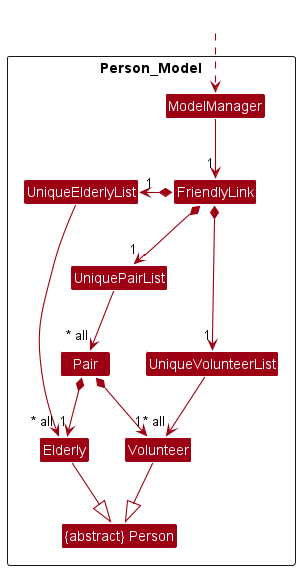 Person_Model
ModelManager
1
UniqueElderlyList
1
FriendlyLink
1
UniquePairList
* all
1
Pair
UniqueVolunteerList
* all
1
1
* all
Elderly
Volunteer
{abstract} Person